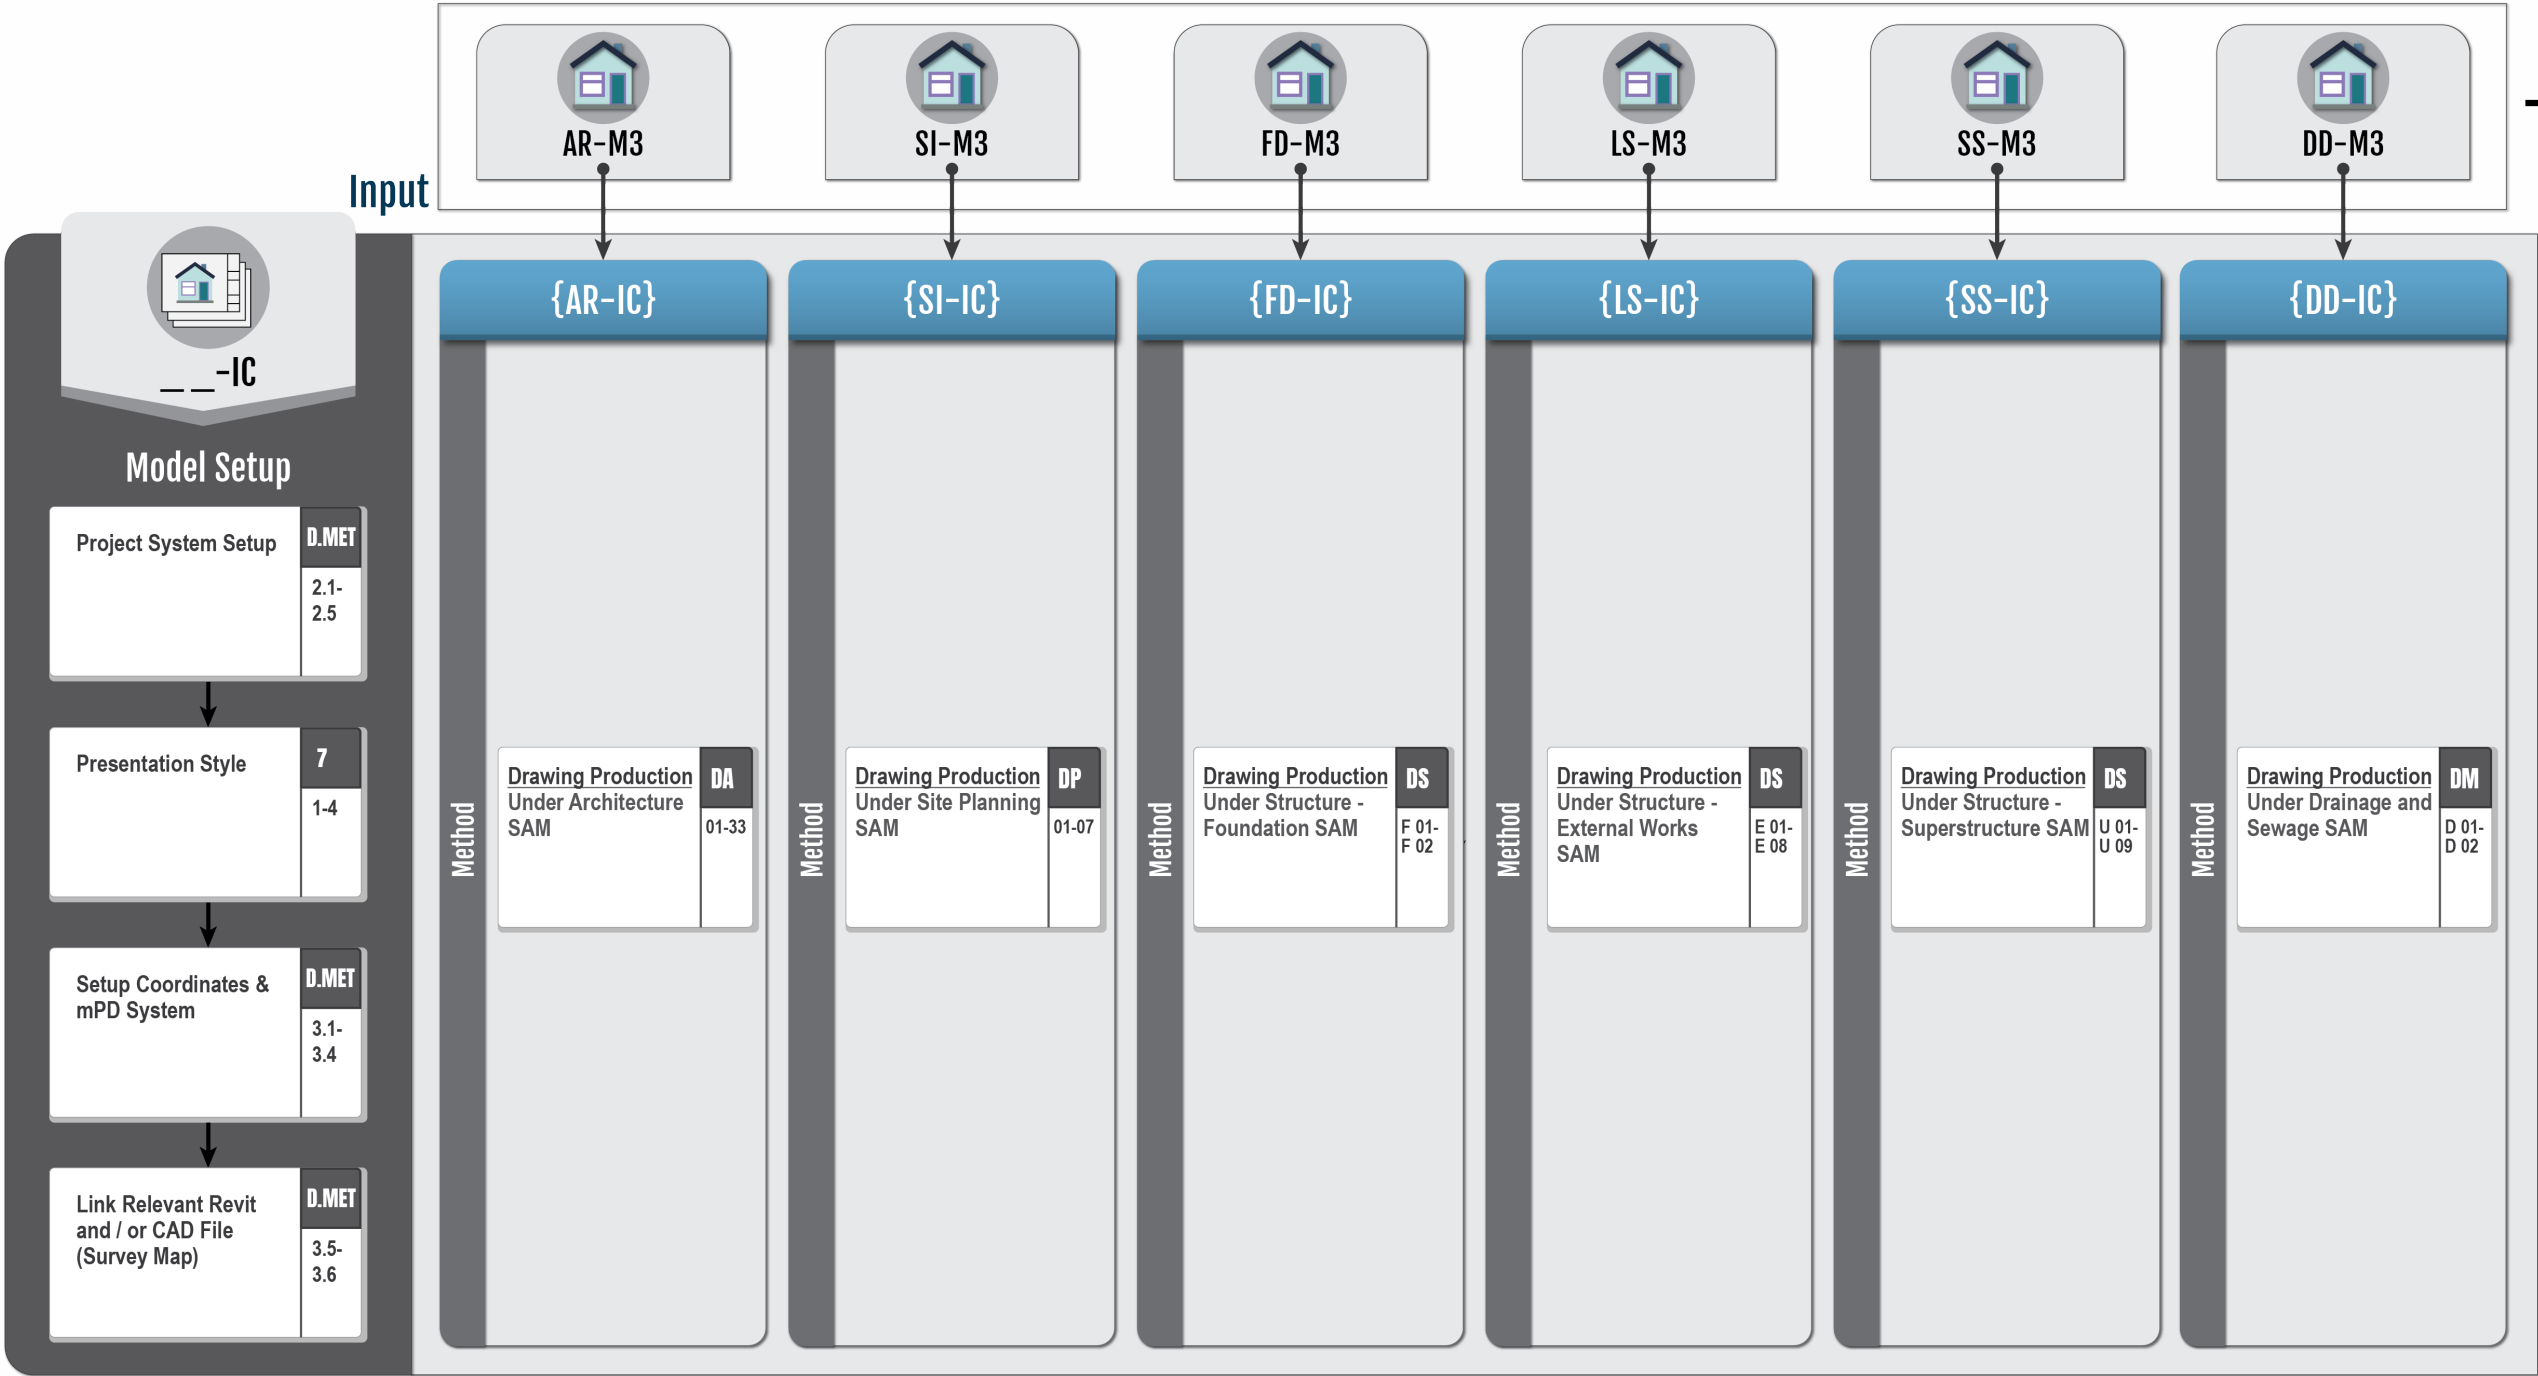 AR-M3
SI-M3
FD-M3
LS-M3
SS-M3
DD-M3
Input
_ _-IC
Model Setup
Project System Setup
D.MET
2.1-
2.5
Presentation Style
7
1-4
Setup Coordinates &
mPD System
D.MET
3.1-
3.4
Link Relevant Revit
and / or CAD File
(Survey Map)
D.MET
3.5-
3.6
{AR-IC}
Method
Drawing Production
Under Architecture
SAM
DA
01-33
{SI-IC}
Method
Drawing Production
Under Site Planning
SAM
DP
01-07
{FD-IC}
Method
Drawing Production
Under Structure -
Foundation SAM
DS
F 01-
F 02
{LS-IC}
Method
Drawing Production
Under Structure -
External Works
SAM
DS
E 01-
E 08
{SS-IC}
Method
Drawing Production
Under Structure -
Superstructure SAM
DS
U 01-
U 09
{DD-IC}
Method
Drawing Production
Under Drainage and
Sewage SAM
DM
D 01-
D 02